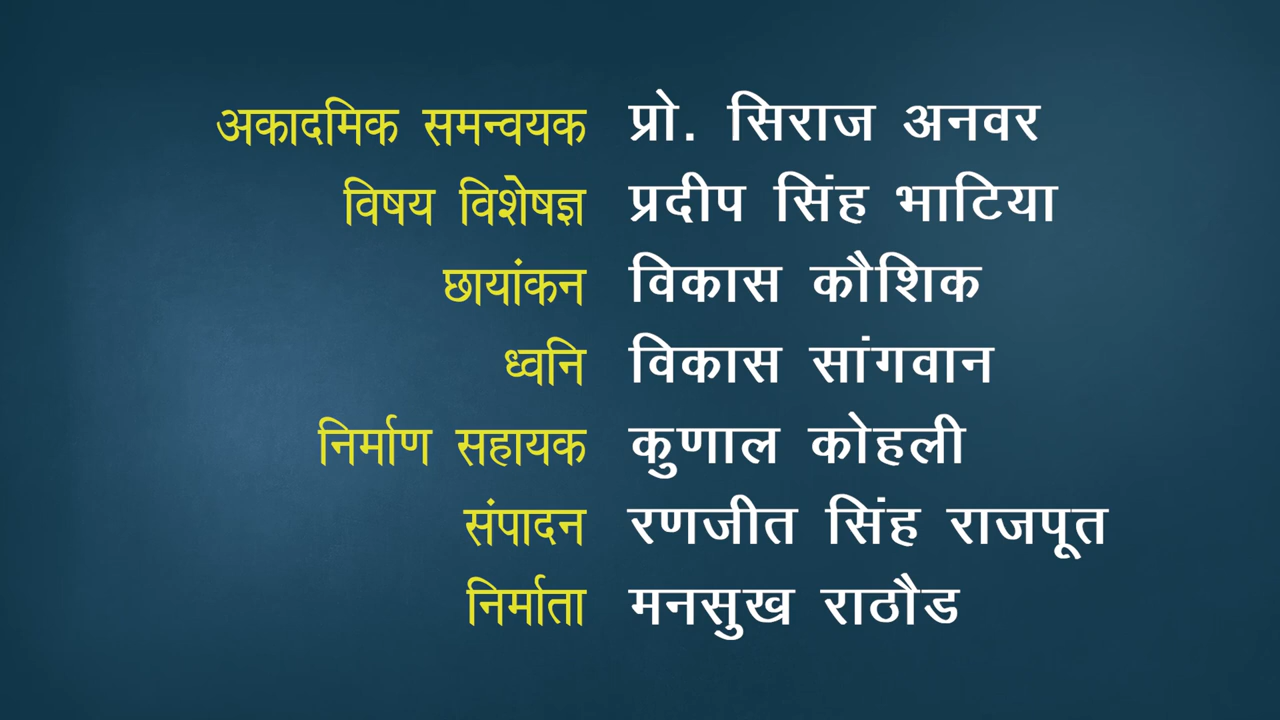 अकादमिक समन्वयक प्रो. सिराज अनवर
विषय विशेषज्ञ प्रदीप सिंह भाटिया
छायांकन विकास कौशिक
ध्वनि विकास सांगवान
निर्माण सहायक कुणाल कोहली
संपादन रणजीत सिंह राजपूत
निर्माता मनसुख राठौड